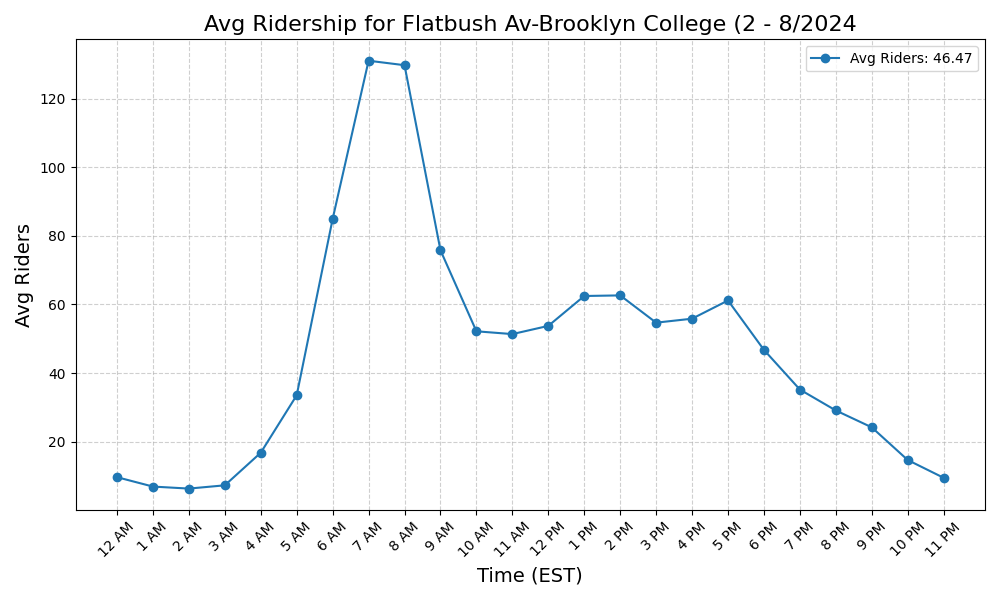 Avg Ridership for Flatbush Av-Brooklyn College (2 - 8/2024
Avg Riders: 46.47
Avg Riders
120
100
80
60
40
20
12 AM
1 AM
2 AM
3 AM
4 AM
5 AM
6 AM
7 AM
8 AM
9 AM
10 AM
11 AM
12 PM
1 PM
2 PM
3 PM
4 PM
5 PM
6 PM
7 PM
8 PM
9 PM
10 PM
11 PM
Time (EST)